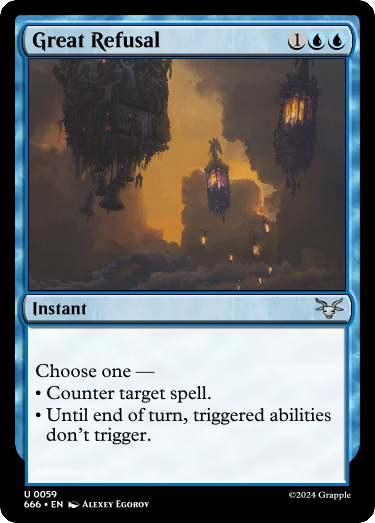 Great Refusal 1
Instant
Choose one —
• Counter target spell.
• Until end of turn, triggered abilities
don't trigger.
U 0059
666 • EN Alexey Egorov
©2024 Grapple